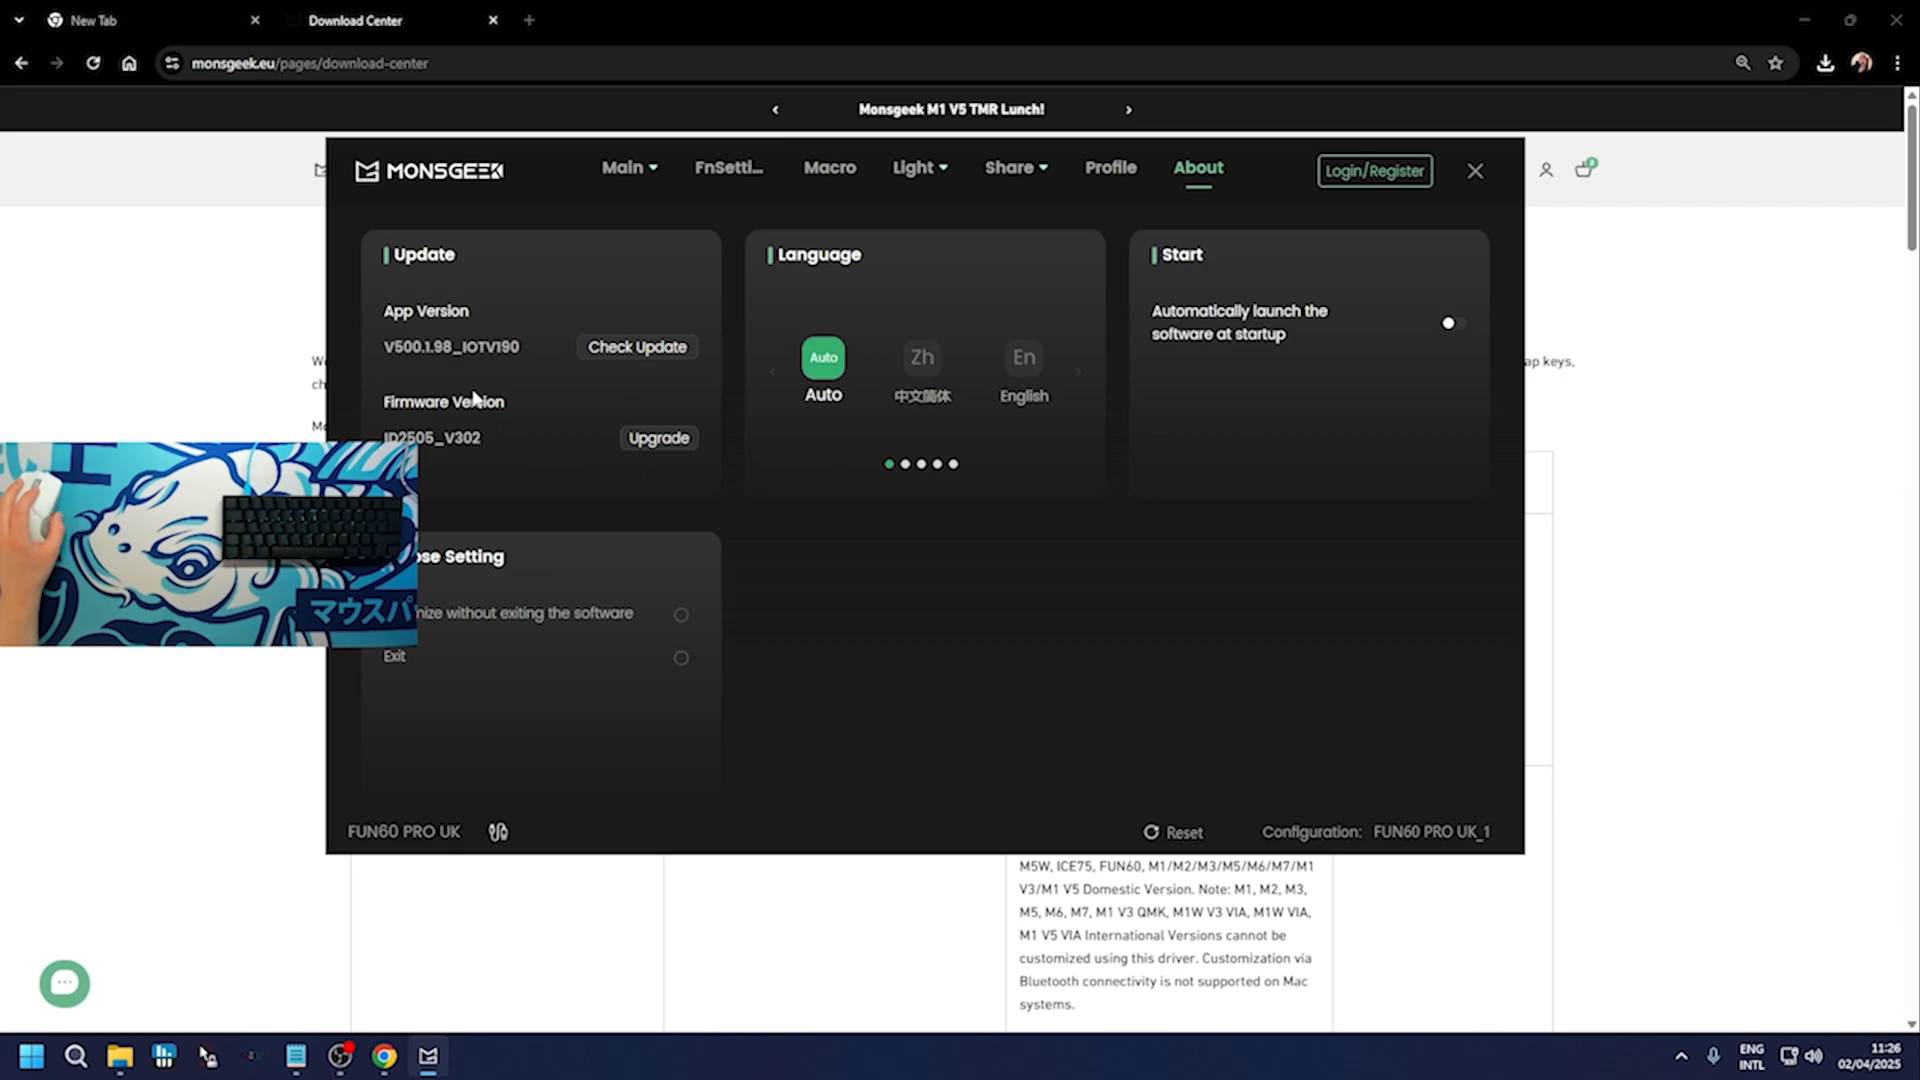 New Tab
Download Center
monsgeek.eu/pages/download-center
Monsgeek M1 V5 TMR Lunch!
MONSGEEK
Main
FnSetti...
Macro
Light
Share
Profile
About
Login/Register
Update
App Version
V500.1.98_IOTV190
Check Update
Firmware Version
ID2505_V302
Upgrade
Language
Auto
Zh
En
Auto
中文简体
English
Start
Automatically launch the
software at startup
ap keys,
マウスパ
ose Setting
nize without exiting the software
Exit
FUN60 PRO UK
Reset
Configuration: FUN60 PRO UK_1
M5W, ICE75, FUN60, M1/M2/M3/M5/M6/M7/M1
V3/M1 V5 Domestic Version. Note: M1, M2, M3,
M5, M6, M7, M1 V3 QMK, M1W V3 VIA, M1W VIA,
M1 V5 VIA International Versions cannot be
customized using this driver. Customization via
Bluetooth connectivity is not supported on Mac
systems.
ENG
INTL
11:26
02/04/2025